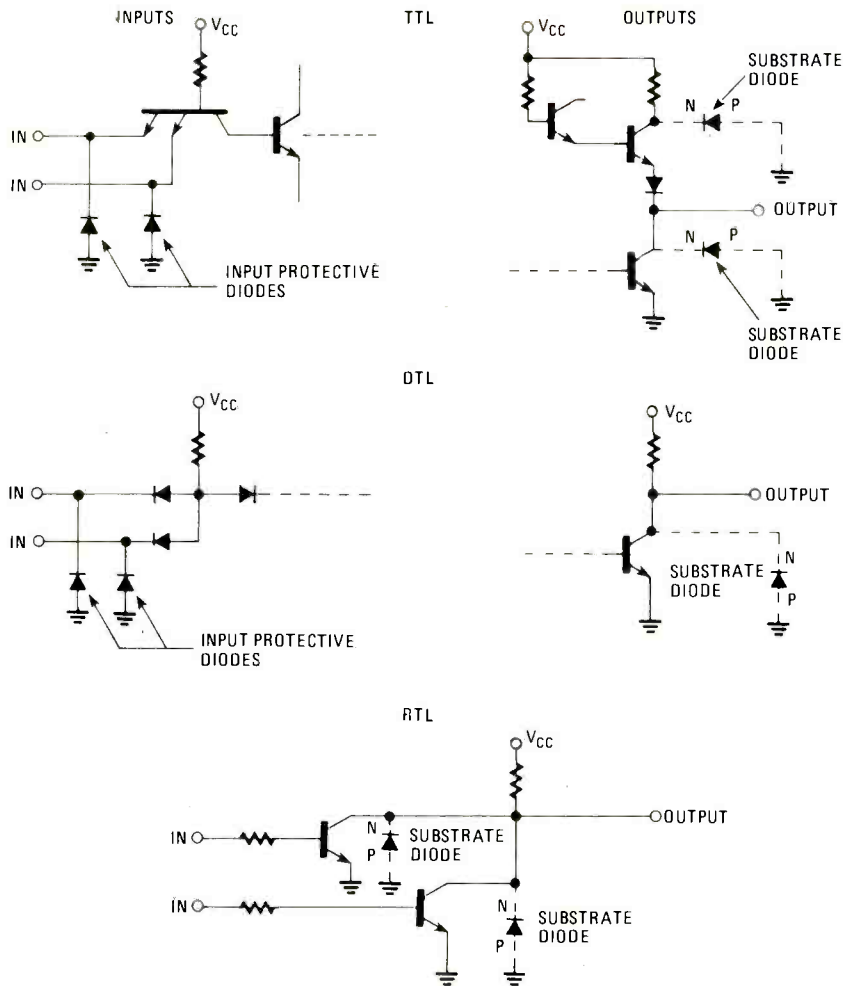 INPUTS
TTL
OUTPUTS
VCC
IN
IN
INPUT PROTECTIVE
DIODES
VCC
SUBSTRATE
DIODE
N P
OUTPUT
N P
SUBSTRATE
DIODE
DTL
VCC
IN
IN
INPUT PROTECTIVE
DIODES
VCC
OUTPUT
SUBSTRATE
DIODE
N
P
RTL
VCC
OUTPUT
IN
N
P
SUBSTRATE
DIODE
IN
N
P
SUBSTRATE
DIODE